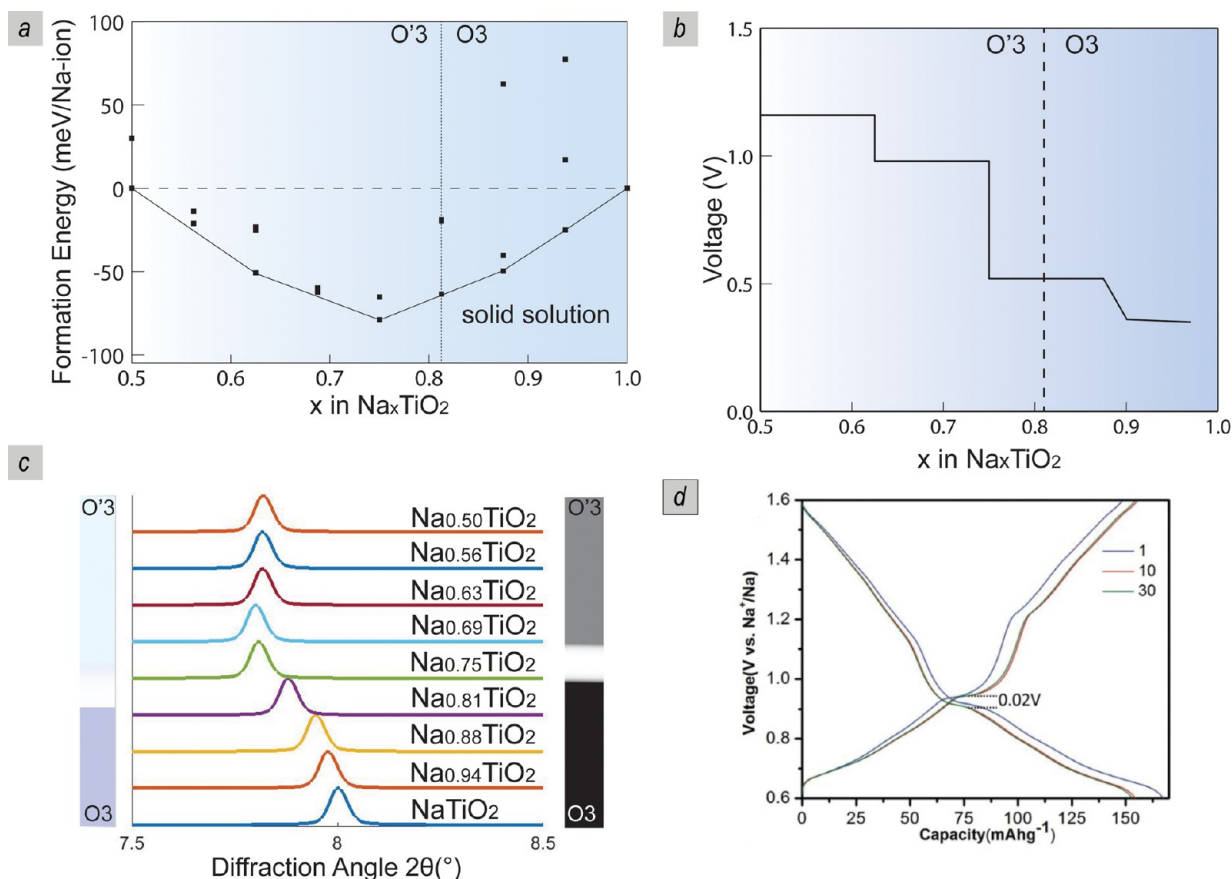 a
100
50
0
-50
-100
Formation Energy (meV/Na-ion)
O'3 O3
solid solution
0.5 0.6 0.7 0.8 0.9 1.0
x in NaxTiO2
b
1.5
1.0
0.5
0.0
Voltage (V)
O'3 O3
0.5 0.6 0.7 0.8 0.9 1.0
x in NaxTiO2
c
O'3
O3
Na0.50TiO2
Na0.56TiO2
Na0.63TiO2
Na0.69TiO2
Na0.75TiO2
Na0.81TiO2
Na0.88TiO2
Na0.94TiO2
NaTiO2
O'3
O3
7.5 8 8.5
Diffraction Angle 2θ(°)
d
1.6
1.4
1.2
1.0
0.8
0.6
Voltage(V vs. Na+/Na)
1
10
30
0.02V
0 25 50 75 100 125 150
Capacity(mAhg-1)